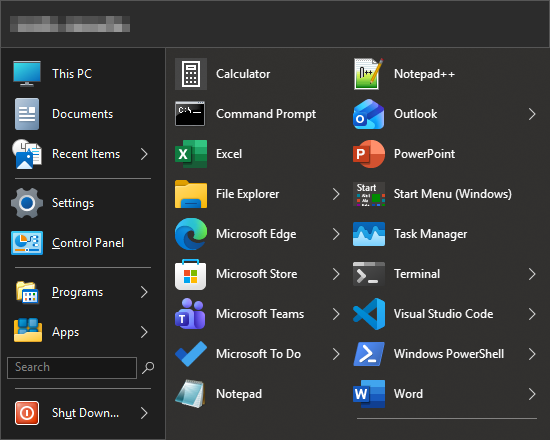 This PC
Documents
Recent Items
Settings
Control Panel
Programs
Apps
Search
Shut Down...
Calculator
Command Prompt
Excel
File Explorer
Microsoft Edge
Microsoft Store
Microsoft Teams
Microsoft To Do
Notepad
Notepad++
Outlook
PowerPoint
Start Menu (Windows)
Task Manager
Terminal
Visual Studio Code
Windows PowerShell
Word